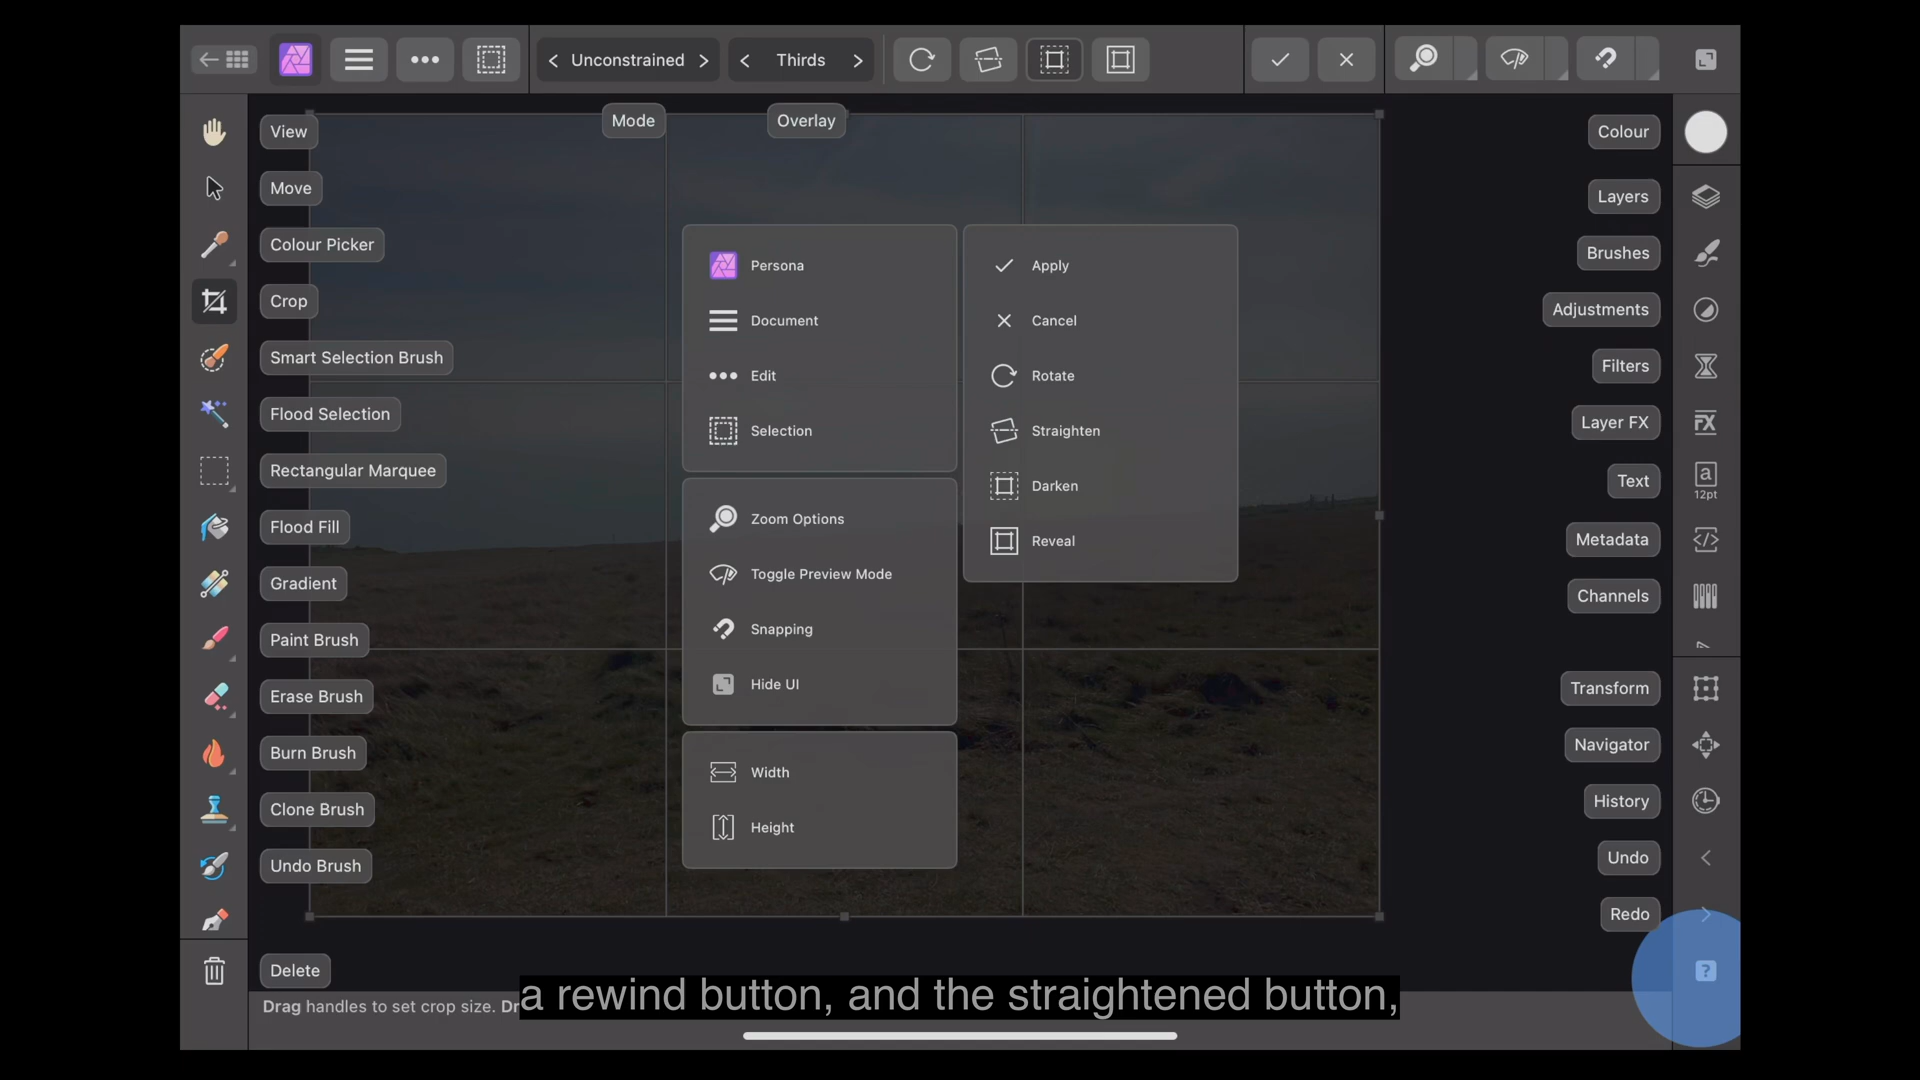 Unconstrained
Thirds
Mode
Overlay
View
Move
Colour Picker
Crop
Smart Selection Brush
Flood Selection
Rectangular Marquee
Flood Fill
Gradient
Paint Brush
Erase Brush
Burn Brush
Clone Brush
Undo Brush
Delete
Persona
Document
Edit
Selection
Zoom Options
Toggle Preview Mode
Snapping
Hide UI
Width
Height
Apply
Cancel
Rotate
Straighten
Darken
Reveal
Colour
Layers
Brushes
Adjustments
Filters
Layer FX
FX
Text
a
12pt
Metadata
Channels
Transform
Navigator
History
Undo
Redo
?
Drag handles to set crop size. Dr
a rewind button, and the straightened button,